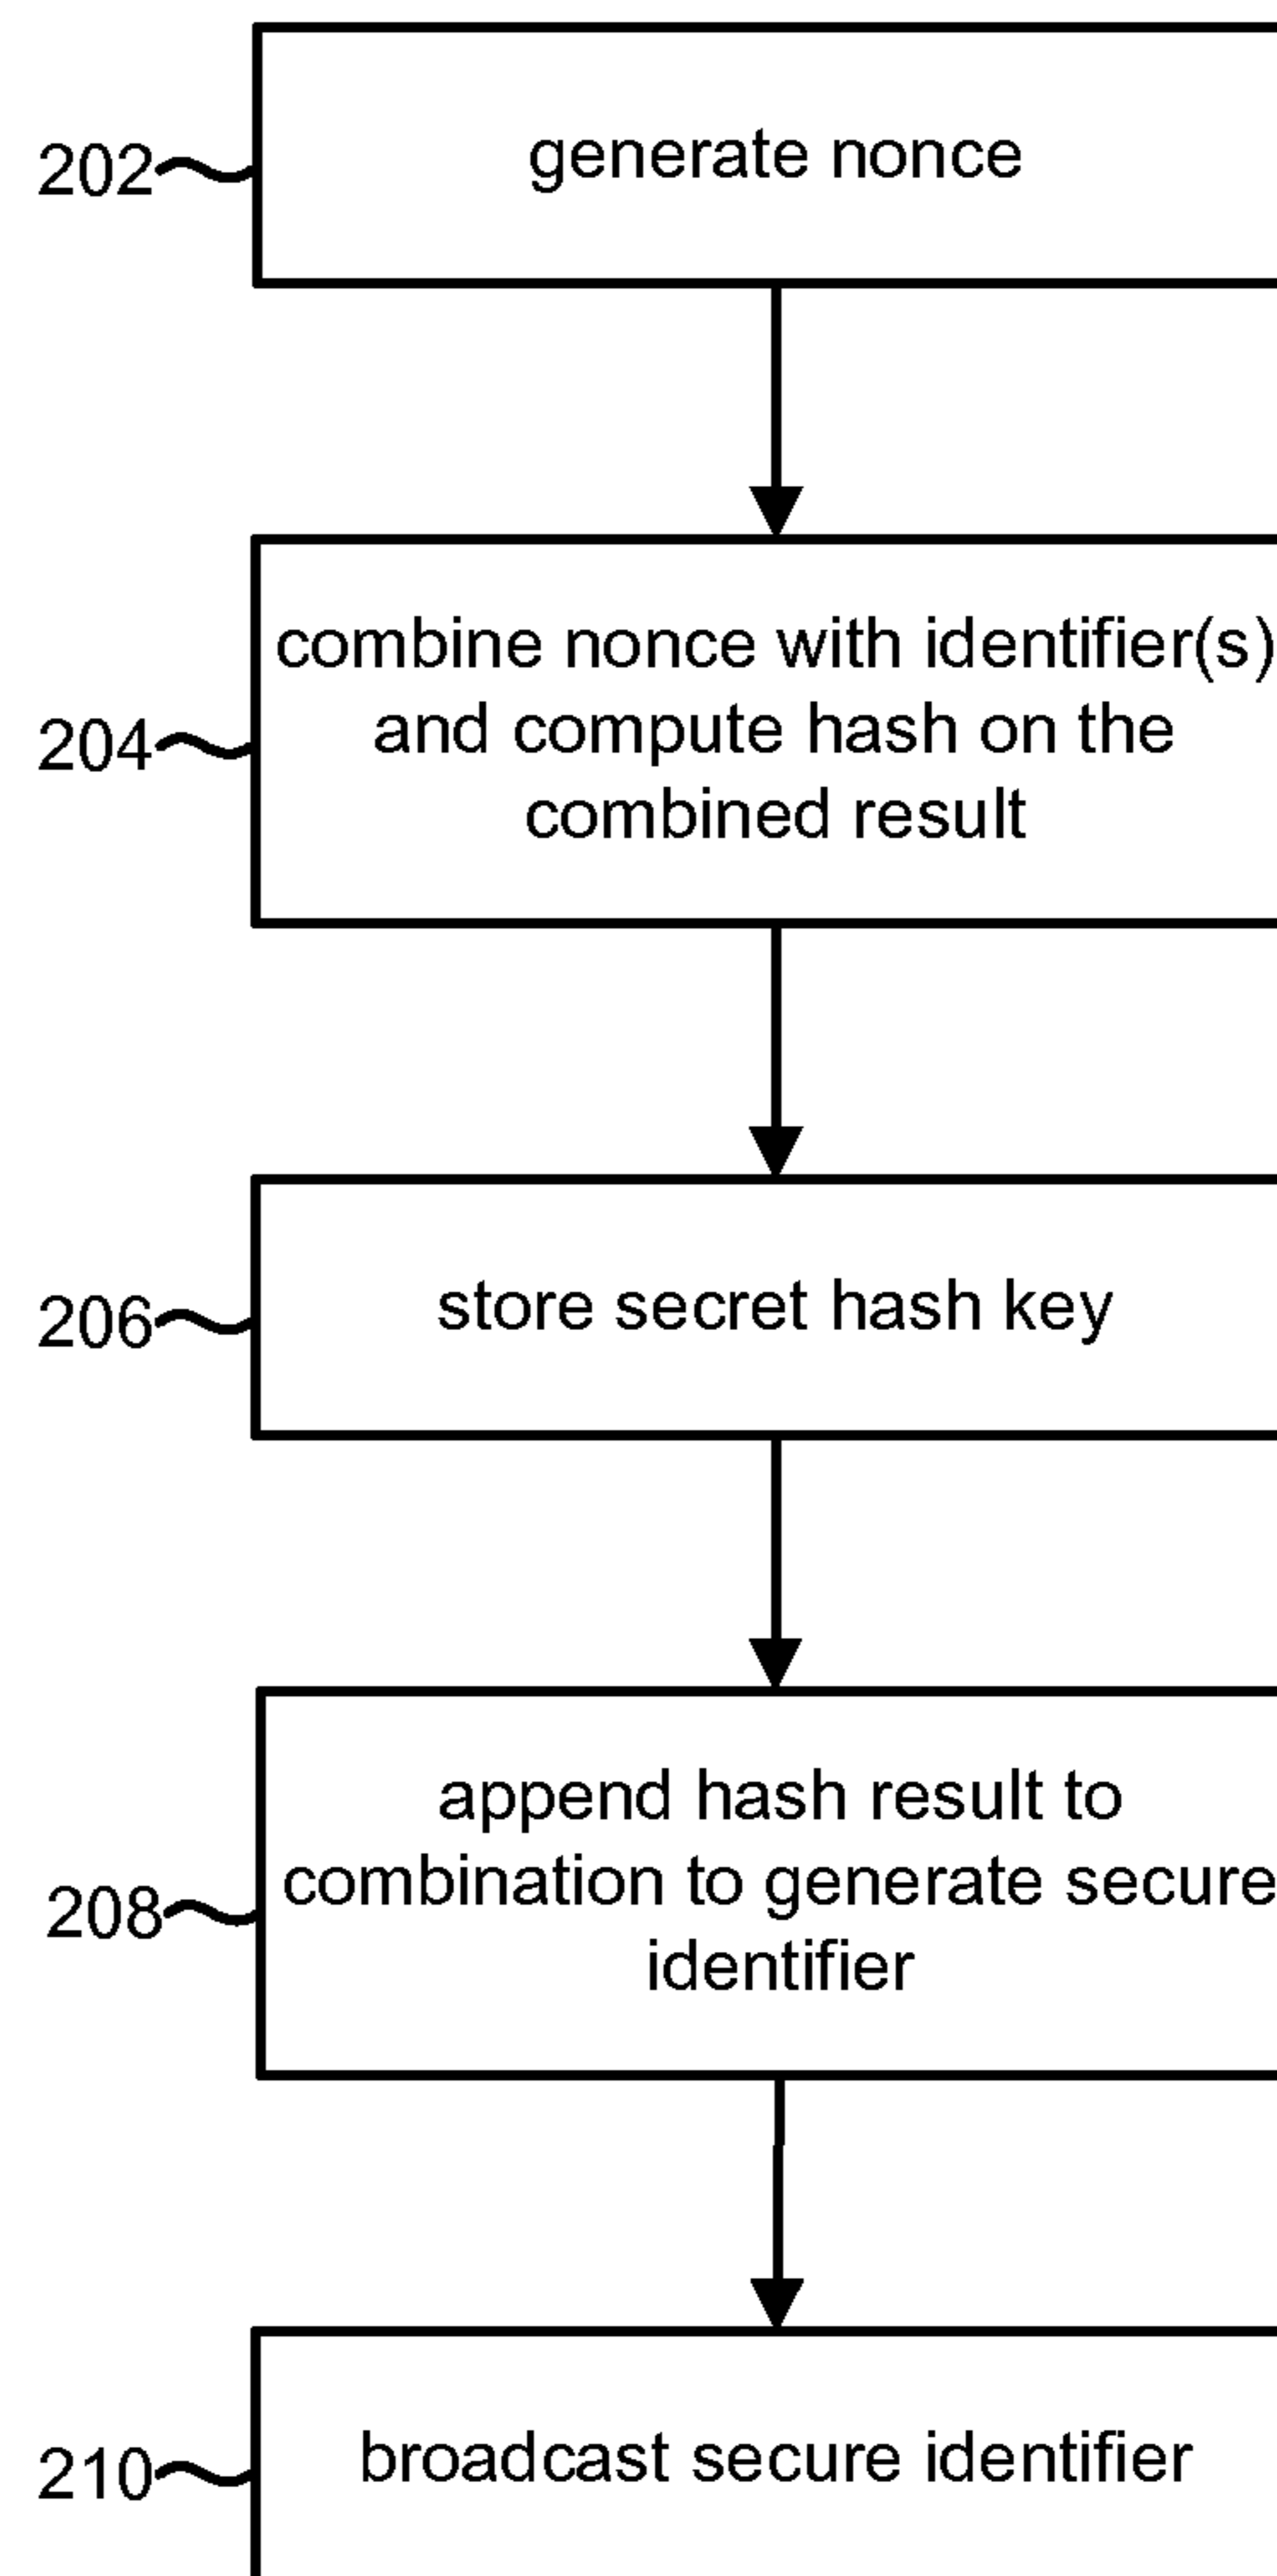 generate nonce
202
combine nonce with identifier(s)
and compute hash on the
combined result
204
store secret hash key
206
append hash result to
combination to generate secure
identifier
208
broadcast secure identifier
210